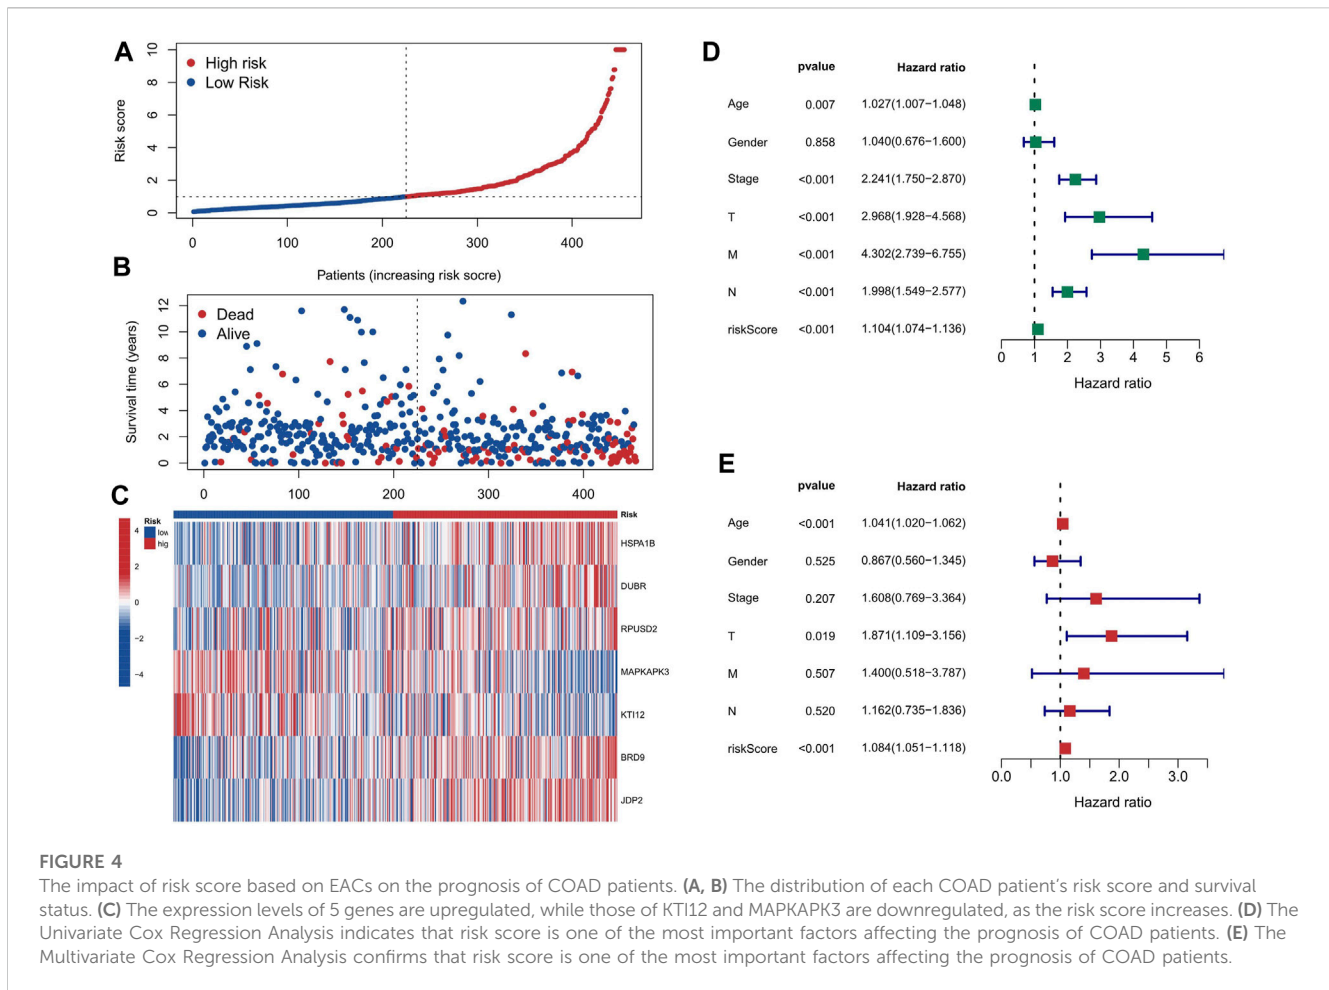 A
10
8
6
4
2
0
Risk score
High risk
Low Risk
0 100 200 300 400
Patients (increasing risk socre)
B
12
10
8
6
4
2
0
Survival time (years)
Dead
Alive
0 100 200 300 400
C
4
2
0
−2
−4
Risk
low
hig
Risk
HSPA1B
DUBR
RPUSD2
MAPKAPK3
KTI12
BRD9
JDP2
D
pvalue Hazard ratio
Age 0.007 1.027(1.007−1.048)
Gender 0.858 1.040(0.676−1.600)
Stage <0.001 2.241(1.750−2.870)
T <0.001 2.968(1.928−4.568)
M <0.001 4.302(2.739−6.755)
N <0.001 1.998(1.549−2.577)
riskScore <0.001 1.104(1.074−1.136)
0 1 2 3 4 5 6
Hazard ratio
E
pvalue Hazard ratio
Age <0.001 1.041(1.020−1.062)
Gender 0.525 0.867(0.560−1.345)
Stage 0.207 1.608(0.769−3.364)
T 0.019 1.871(1.109−3.156)
M 0.507 1.400(0.518−3.787)
N 0.520 1.162(0.735−1.836)
riskScore <0.001 1.084(1.051−1.118)
0.0 1.0 2.0 3.0
Hazard ratio
FIGURE 4
The impact of risk score based on EACs on the prognosis of COAD patients. (A, B) The distribution of each COAD patient's risk score and survival
status. (C) The expression levels of 5 genes are upregulated, while those of KTI12 and MAPKAPK3 are downregulated, as the risk score increases. (D) The
Univariate Cox Regression Analysis indicates that risk score is one of the most important factors affecting the prognosis of COAD patients. (E) The
Multivariate Cox Regression Analysis confirms that risk score is one of the most important factors affecting the prognosis of COAD patients.